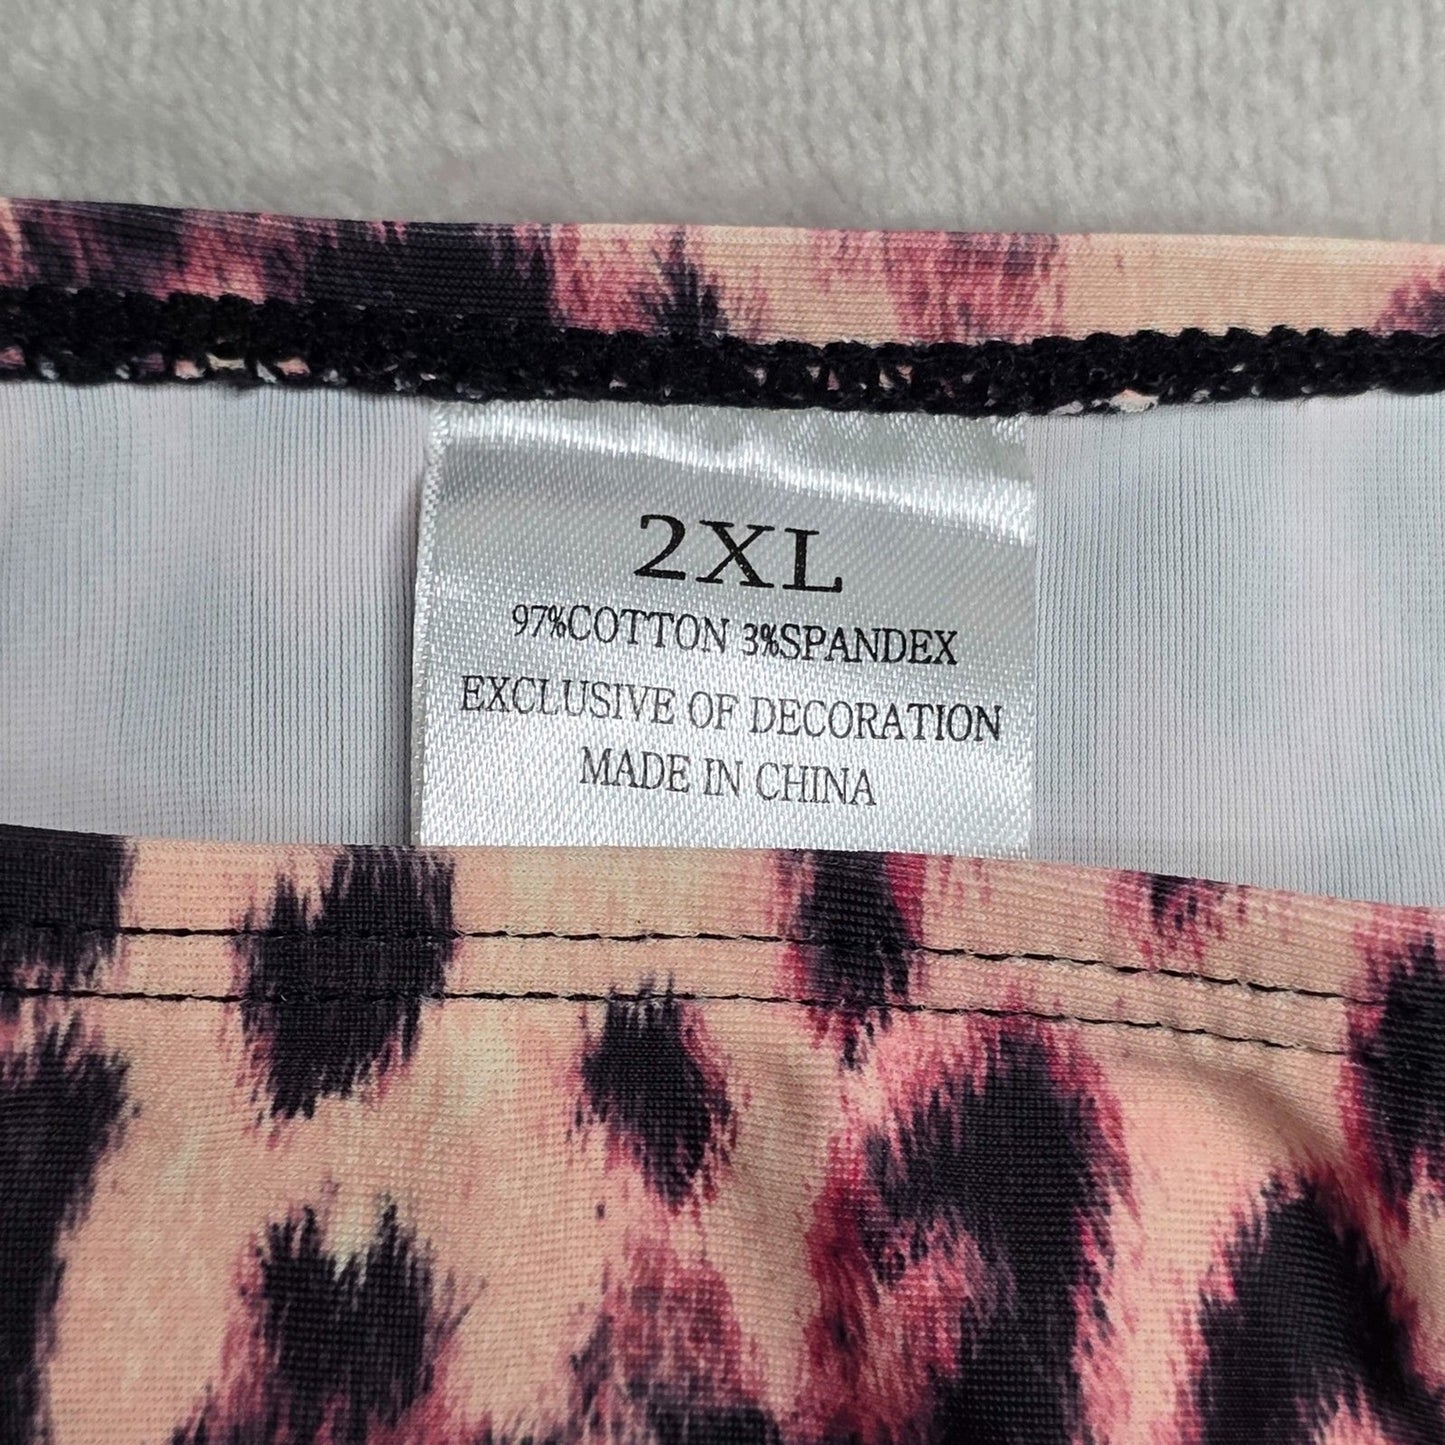 2XL
97%COTTON 3%SPANDEX
EXCLUSIVE OF DECORATION
MADE IN CHINA